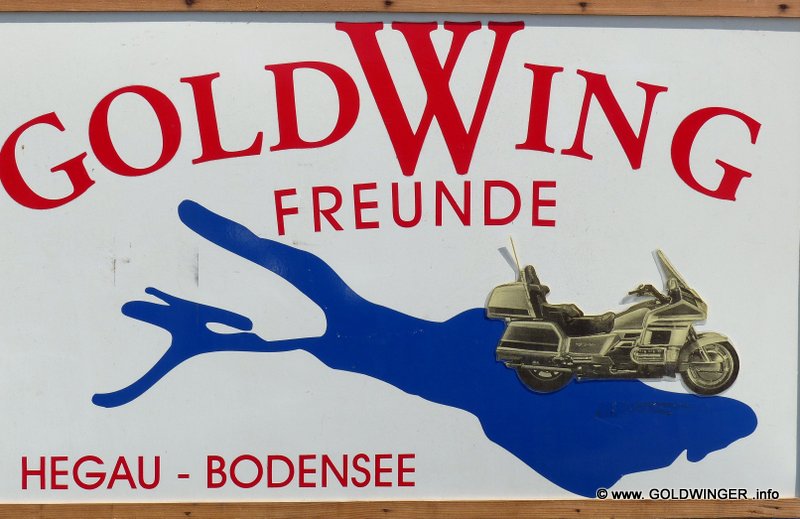 GOLDWING
FREUNDE
HEGAU - BODENSEE
© www. GOLDWINGER .info